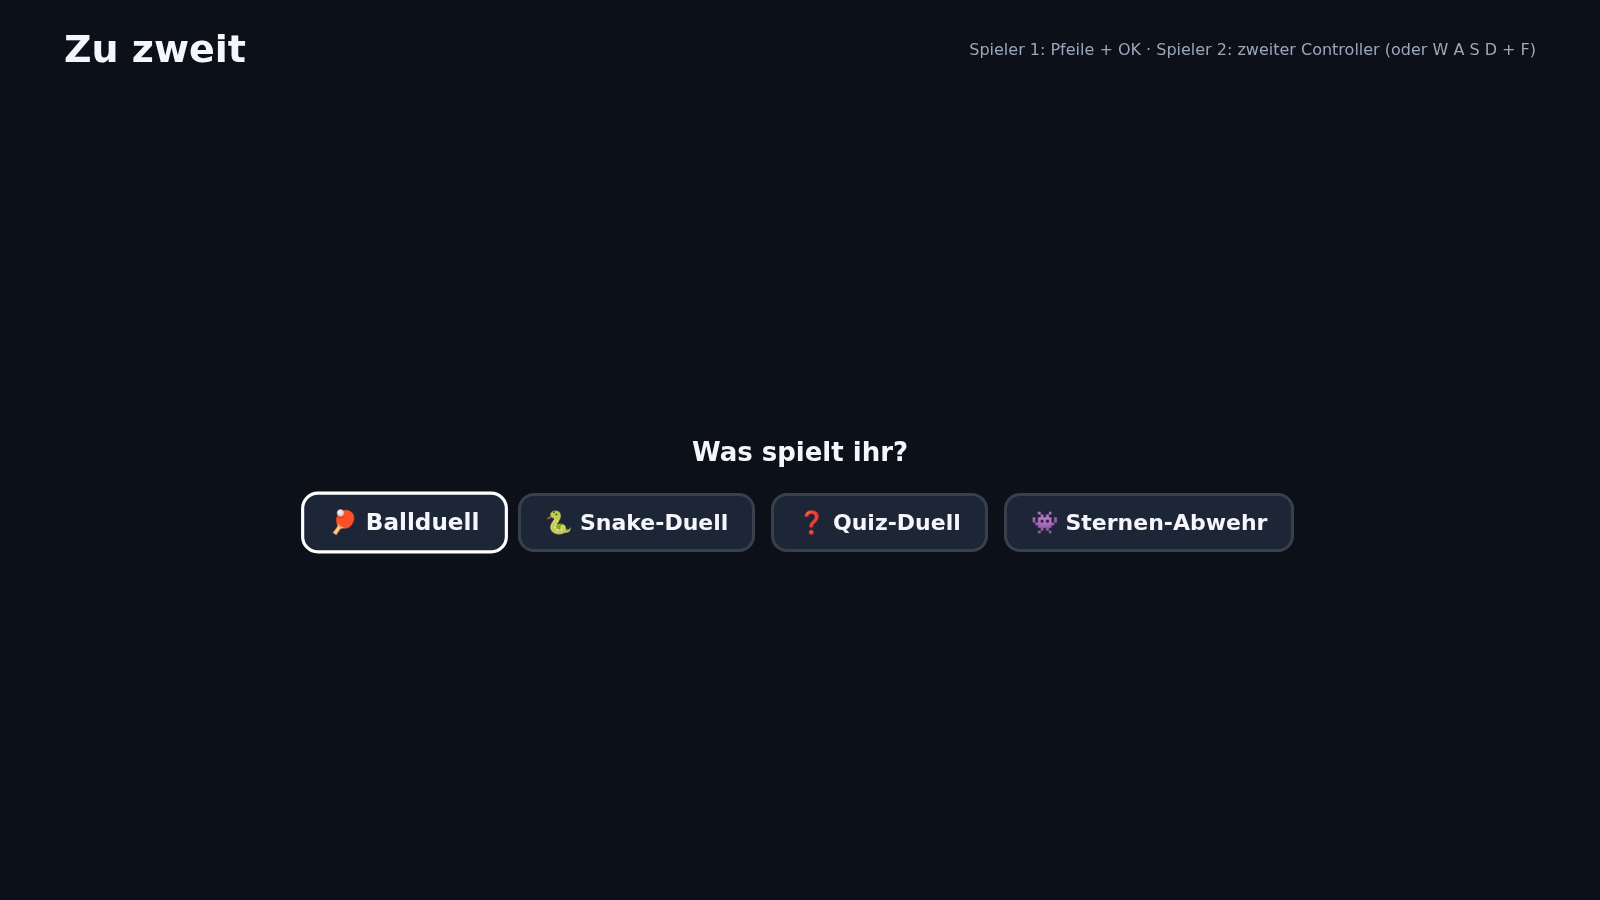 Zu zweit
Spieler 1: Pfeile + OK · Spieler 2: zweiter Controller (oder W A S D + F)
Was spielt ihr?
🏓 Ballduell
🐍 Snake-Duell
❓ Quiz-Duell
👾 Sternen-Abwehr